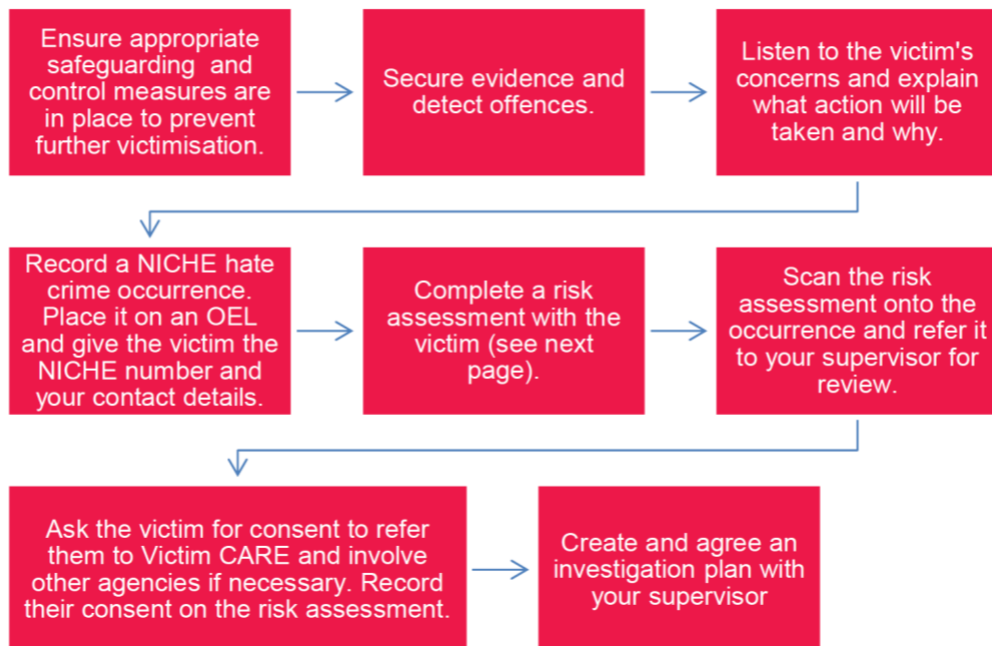 Ensure appropriate
safeguarding and
control measures are
in place to prevent
further victimisation.
Secure evidence and
detect offences.
Listen to the victim's
concerns and explain
what action will be
taken and why.
Record a NICHE hate
crime occurrence.
Place it on an OEL
and give the victim the
NICHE number and
your contact details.
Complete a risk
assessment with the
victim (see next
page).
Scan the risk
assessment onto the
occurrence and refer it
to your supervisor for
review.
Ask the victim for consent to refer
them to Victim CARE and involve
other agencies if necessary. Record
their consent on the risk assessment.
Create and agree an
investigation plan with
your supervisor